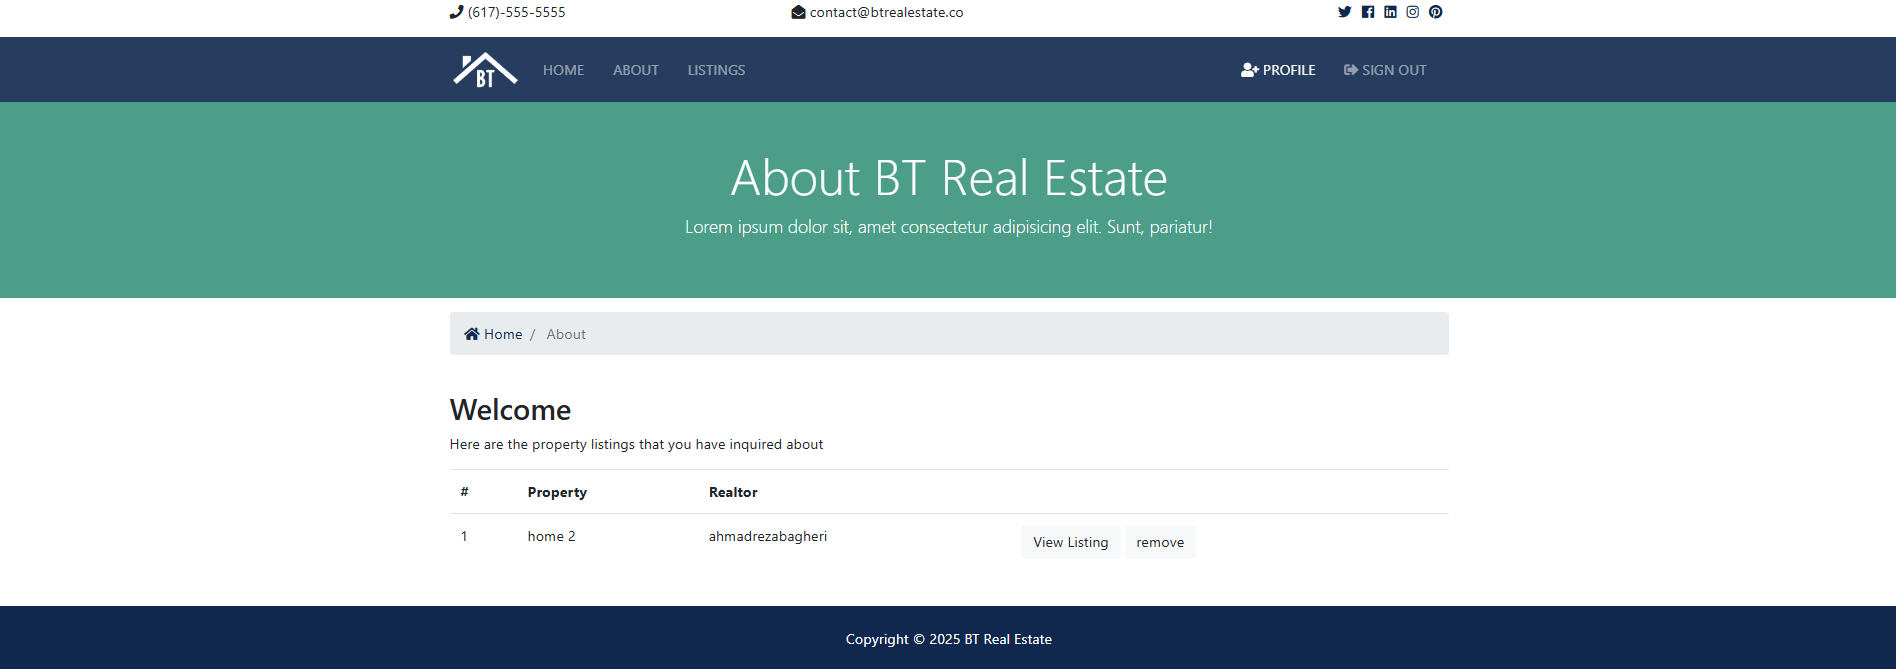 (617)-555-5555 contact@btrealestate.co
BT HOME ABOUT LISTINGS PROFILE SIGN OUT
About BT Real Estate
Lorem ipsum dolor sit, amet consectetur adipisicing elit. Sunt, pariatur!
Home / About
Welcome
Here are the property listings that you have inquired about
# Property Realtor
1 home 2 ahmadrezabagheri View Listing remove
Copyright © 2025 BT Real Estate